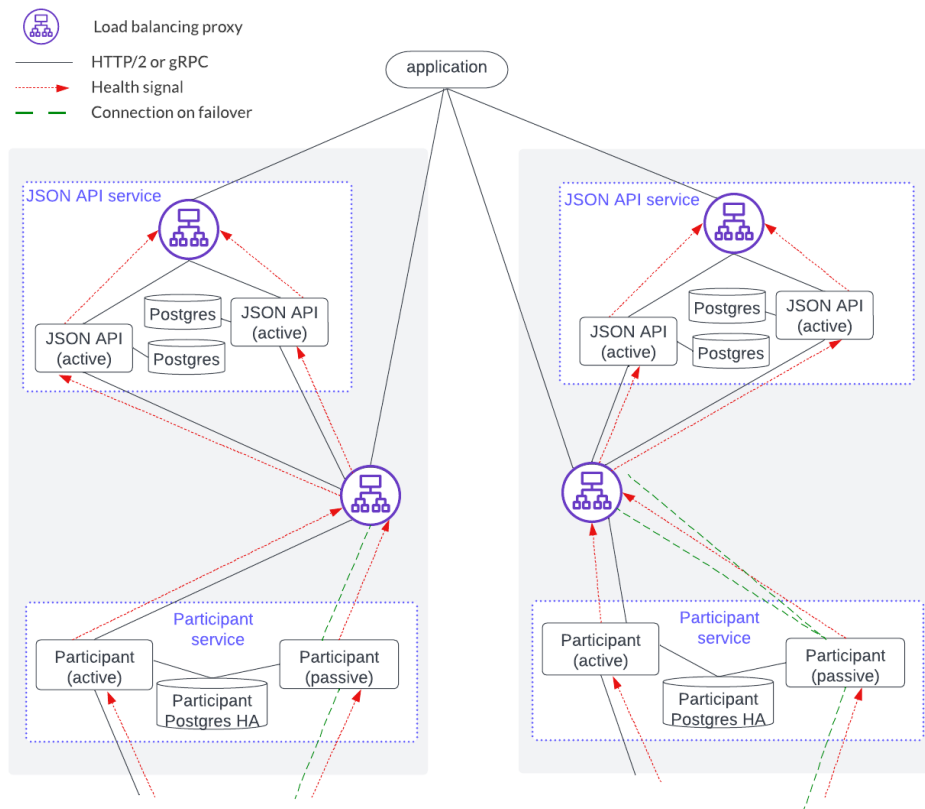 Load balancing proxy
HTTP/2 or gRPC
Health signal
Connection on failover
application
JSON API service
Postgres
JSON API
(active)
JSON API
(active)
Postgres
Participant
service
Participant
(active)
Participant
(passive)
Participant
Postgres HA
JSON API service
Postgres
JSON API
(active)
JSON API
(active)
Postgres
Participant
service
Participant
(active)
Participant
(passive)
Participant
Postgres HA